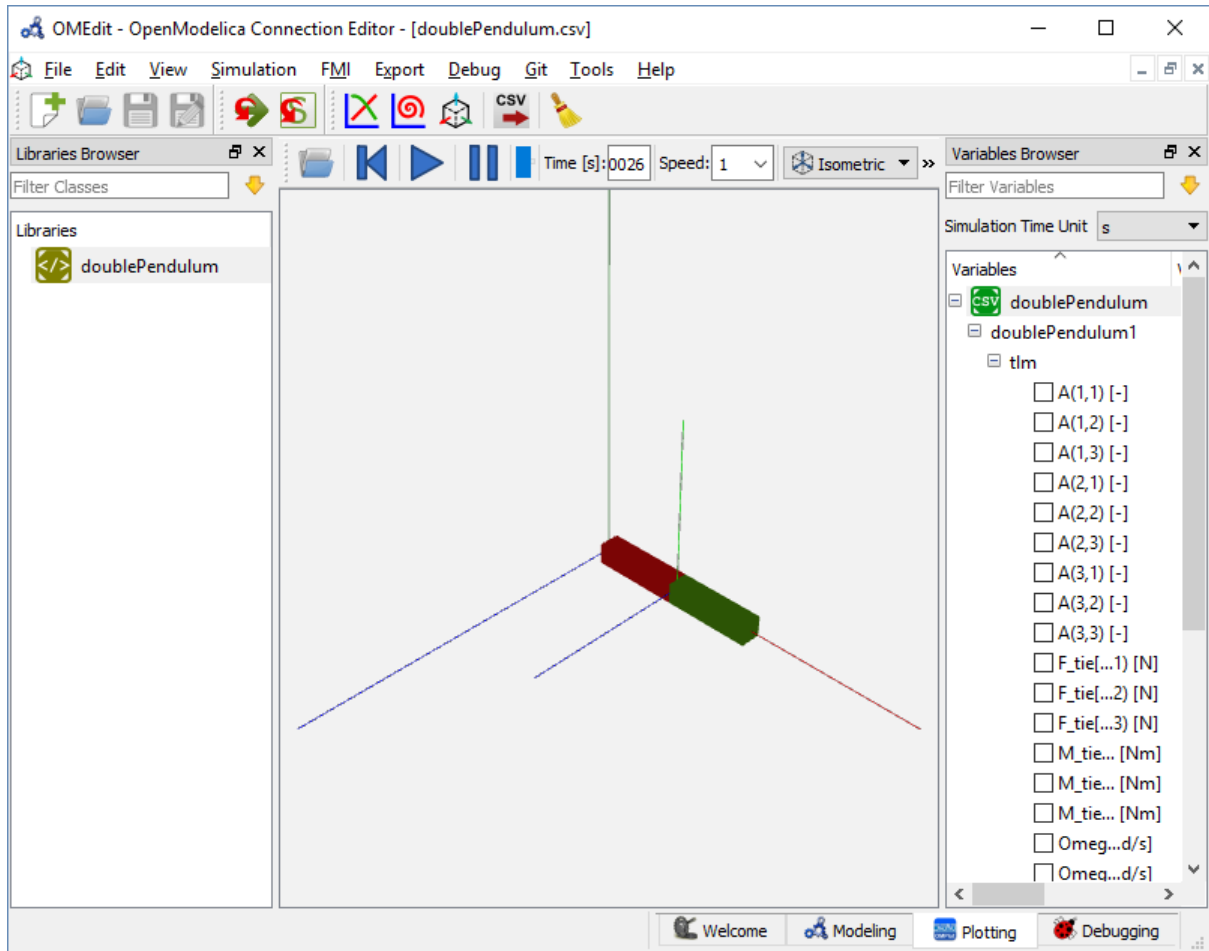 OMEdit - OpenModelica Connection Editor - [doublePendulum.csv]
File Edit View Simulation FMI Export Debug Git Tools Help
CSV
Libraries Browser
Time [s]: 0026 Speed: 1 Isometric »
Variables Browser
Filter Classes
Filter Variables
Simulation Time Unit s
Libraries
</> doublePendulum
Variables
csv doublePendulum
doublePendulum1
tlm
A(1,1) [-]
A(1,2) [-]
A(1,3) [-]
A(2,1) [-]
A(2,2) [-]
A(2,3) [-]
A(3,1) [-]
A(3,2) [-]
A(3,3) [-]
F_tie[...1) [N]
F_tie[...2) [N]
F_tie[...3) [N]
M_tie... [Nm]
M_tie... [Nm]
M_tie... [Nm]
Omeg...d/s]
Omeg...d/s]
Welcome Modeling Plotting Debugging